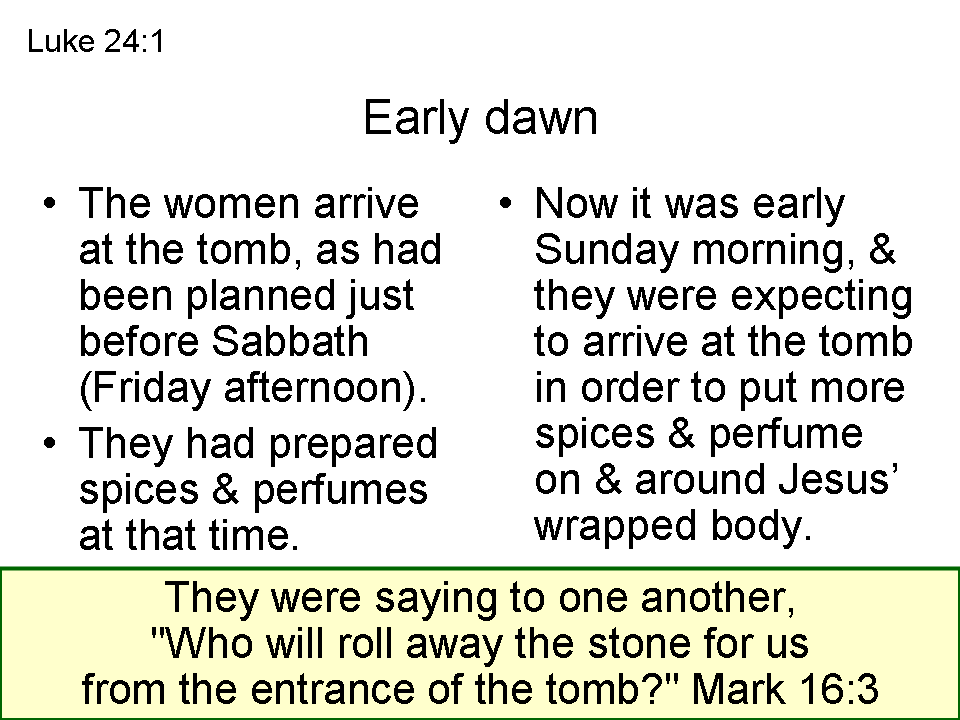 Luke 24:1
Early dawn
• The women arrive
at the tomb, as had
been planned just
before Sabbath
(Friday afternoon).
• They had prepared
spices & perfumes
at that time.
• Now it was early
Sunday morning, &
they were expecting
to arrive at the tomb
in order to put more
spices & perfume
on & around Jesus’
wrapped body.
They were saying to one another,
"Who will roll away the stone for us
from the entrance of the tomb?" Mark 16:3